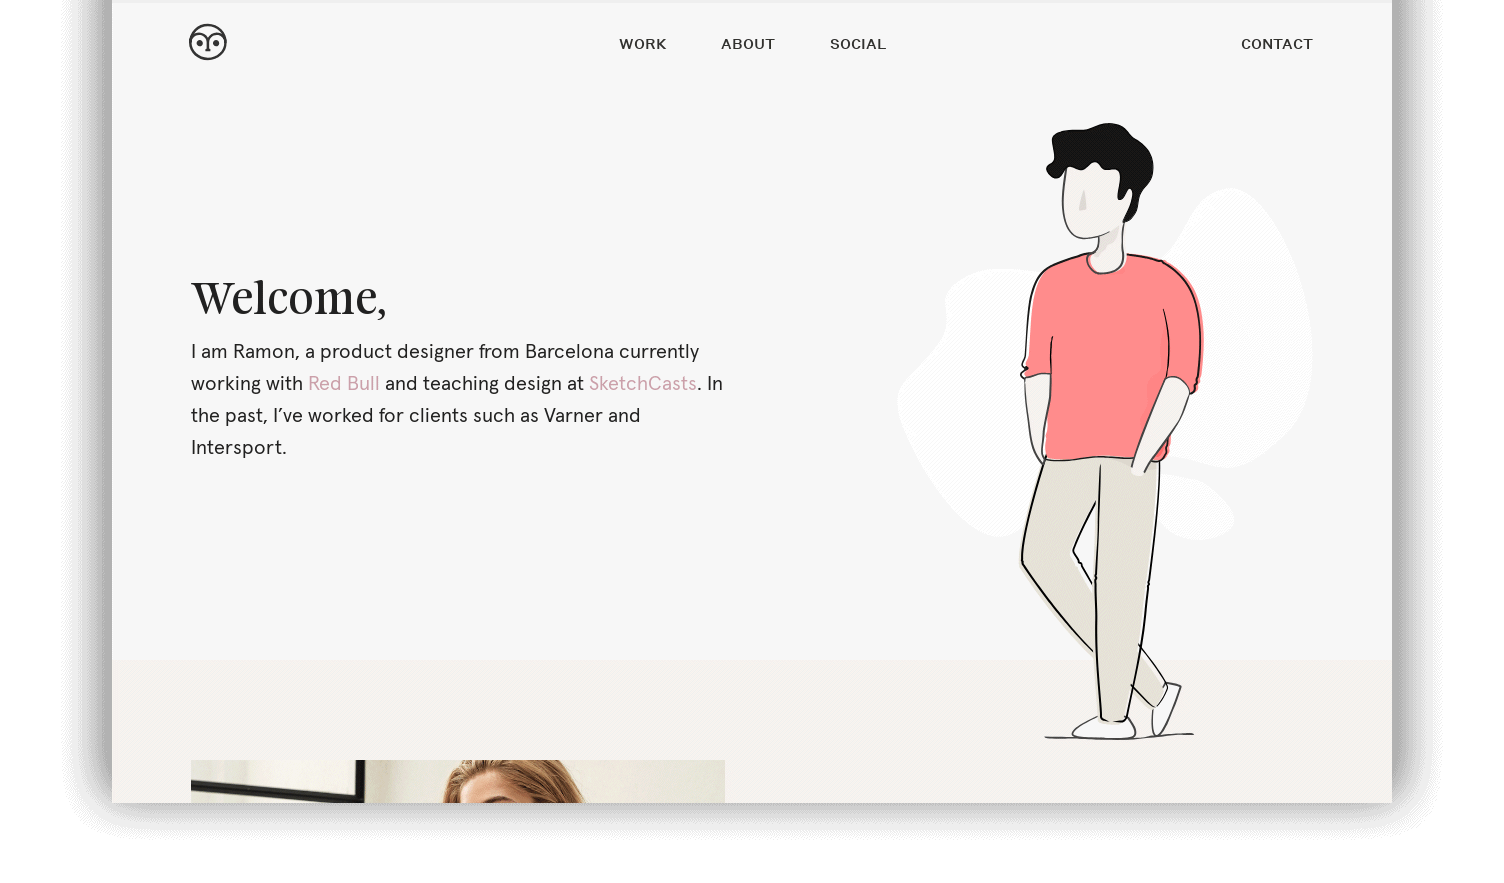 WORK ABOUT SOCIAL CONTACT
Welcome,
I am Ramon, a product designer from Barcelona currently
working with Red Bull and teaching design at SketchCasts. In
the past, I’ve worked for clients such as Varner and
Intersport.